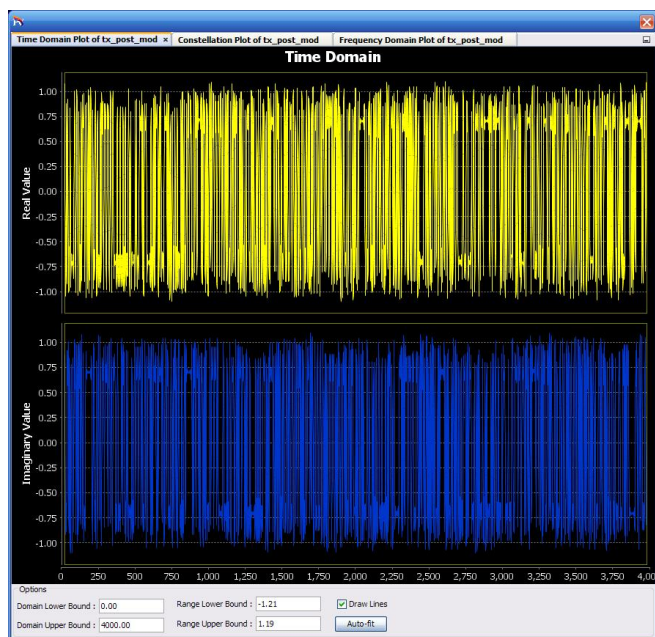 Time Domain Plot of tx_post_mod × Constellation Plot of tx_post_mod Frequency Domain Plot of tx_post_mod
Time Domain
1.00
0.75
0.50
0.25
0.00
-0.25
-0.50
-0.75
-1.00
Real Value
1.00
0.75
0.50
0.25
0.00
-0.25
-0.50
-0.75
-1.00
Imaginary Value
0 250 500 750 1,000 1,250 1,500 1,750 2,000 2,250 2,500 2,750 3,000 3,250 3,500 3,750 4,00
Options
Domain Lower Bound : 0.00 Range Lower Bound : -1.21 Draw Lines
Domain Upper Bound : 4000.00 Range Upper Bound : 1.19 Auto-fit